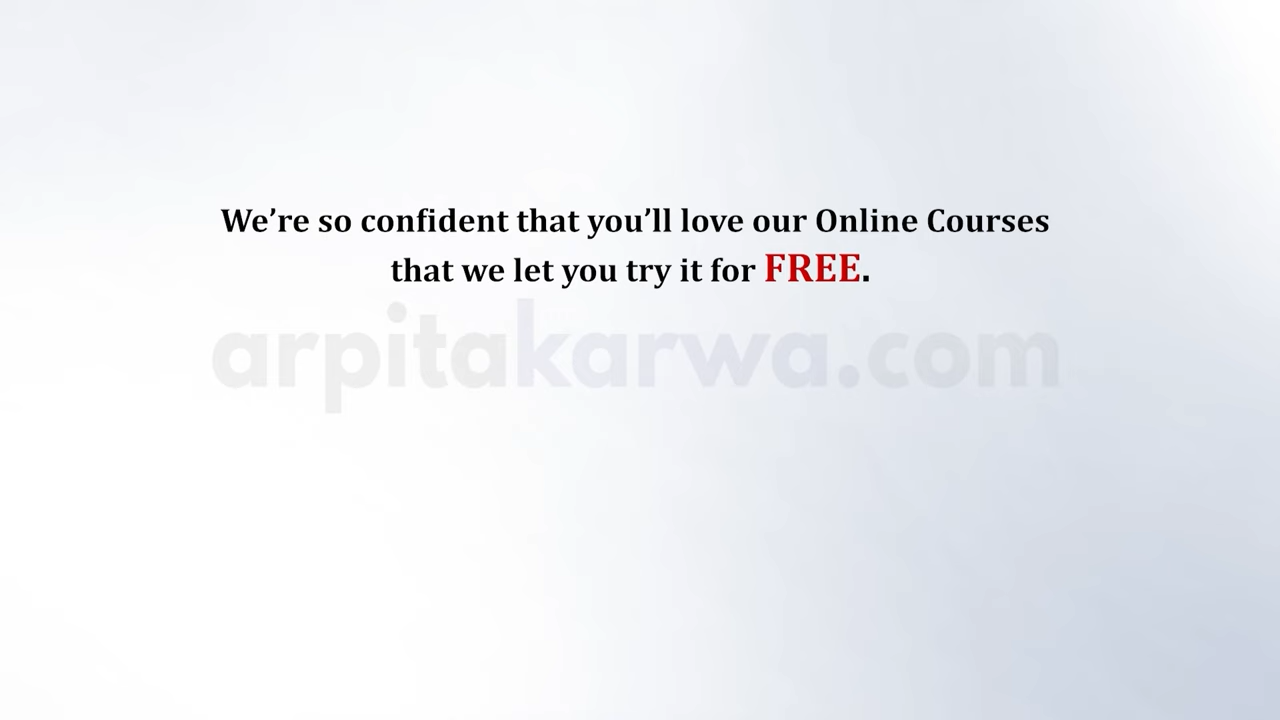 We’re so confident that you’ll love our Online Courses
that we let you try it for FREE.
arpitakarwa.com